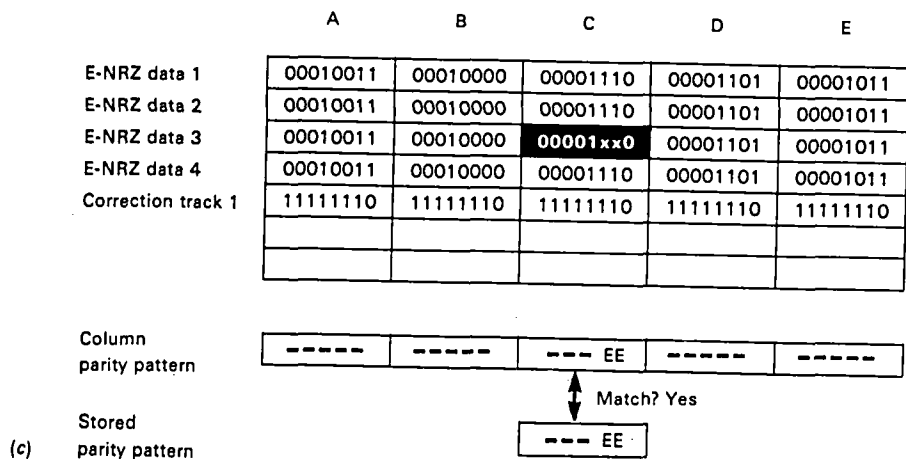 A B C D E
E-NRZ data 1 00010011 00010000 00001110 00001101 00001011
E-NRZ data 2 00010011 00010000 00001110 00001101 00001011
E-NRZ data 3 00010011 00010000 00001xx0 00001101 00001011
E-NRZ data 4 00010011 00010000 00001110 00001101 00001011
Correction track 1 11111110 11111110 11111110 11111110 11111110
Column
parity pattern ----- ----- --- EE ----- -----
Match? Yes
Stored
(c) parity pattern --- EE